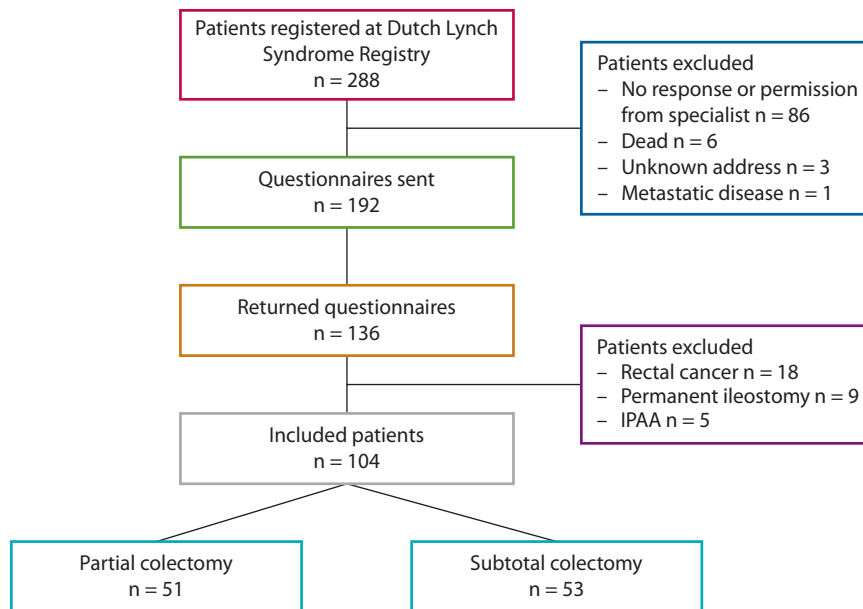 Patients registered at Dutch Lynch
Syndrome Registry
n = 288
Patients excluded
– No response or permission
from specialist n = 86
– Dead n = 6
– Unknown address n = 3
– Metastatic disease n = 1
Questionnaires sent
n = 192
Returned questionnaires
n = 136
Patients excluded
– Rectal cancer n = 18
– Permanent ileostomy n = 9
– IPAA n = 5
Included patients
n = 104
Partial colectomy
n = 51
Subtotal colectomy
n = 53